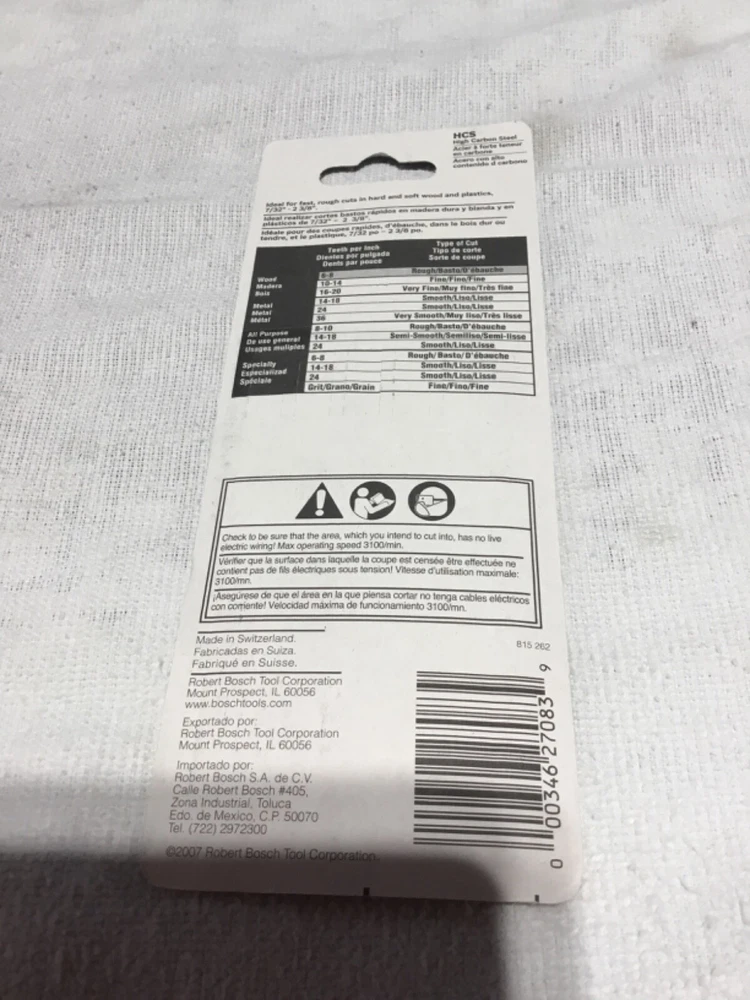 HCS
High Carbon Steel
Acier à forte teneur
en carbone
Acero con alto
contenido d carbono
Ideal for fast, rough cuts in hard and soft wood and plastics,
7/32" - 2 3/8".
Ideal realizar cortes bastos rápidos en madera dura y blanda y en
plásticos de 7/32" - 2 3/8".
Idéale pour des coupes rapides, d'ébauche, dans le bois dur ou
tendre, et le plastique, 7/32 po - 2 3/8 po.
Teeth per Inch
Dientes por pulgada
Dents par pouce
Type of Cut
Tipo de corte
Sorte de coupe
Wood
Madera
Bois
6-8 Rough/Basto/D'ébauche
10-14 Fine/Fino/Fine
16-20 Very Fine/Muy fino/Très fine
Metal
Metal
Métal
14-18 Smooth/Liso/Lisse
24 Smooth/Liso/Lisse
36 Very Smooth/Muy liso/Très lisse
All Purpose
De uso general
Usages multiples
8-10 Rough/Basto/D'ébauche
14-18 Semi-Smooth/Semiliso/Semi-lisse
24 Smooth/Liso/Lisse
Specialty
Especializad
Spéciale
6-8 Rough/Basto/D'ébauche
14-18 Smooth/Liso/Lisse
24 Smooth/Liso/Lisse
Grit/Grano/Grain Fine/Fino/Fine
Check to be sure that the area, which you intend to cut into, has no live
electric wiring! Max operating speed 3100/min.
Vérifier que la surface dans laquelle la coupe est censée être effectuée ne
contient pas de fils électriques sous tension! Vitesse d'utilisation maximale:
3100/mn.
¡Asegúrese de que el área en la que piensa cortar no tenga cables eléctricos
con corriente! Velocidad máxima de funcionamiento 3100/mn.
Made in Switzerland.
Fabricadas en Suiza.
Fabriqué en Suisse.
Robert Bosch Tool Corporation
Mount Prospect, IL 60056
www.boschtools.com
Exportado por:
Robert Bosch Tool Corporation
Mount Prospect, IL 60056
Importado por:
Robert Bosch S.A. de C.V.
Calle Robert Bosch #405,
Zona Industrial, Toluca
Edo. de Mexico, C.P. 50070
Tel. (722) 2972300
©2007 Robert Bosch Tool Corporation.
815 262
0 00346 27083 9